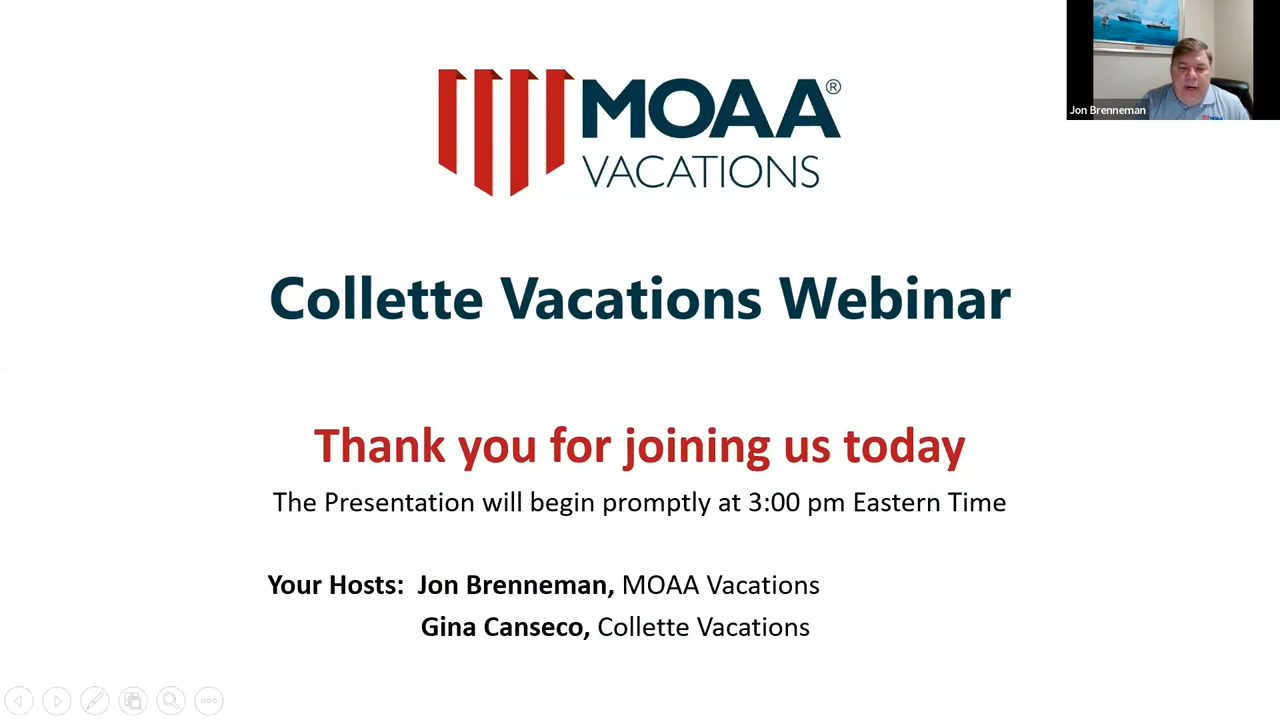 MOAA®
VACATIONS
Jon Brenneman
Collette Vacations Webinar
Thank you for joining us today
The Presentation will begin promptly at 3:00 pm Eastern Time
Your Hosts: Jon Brenneman, MOAA Vacations
Gina Canseco, Collette Vacations